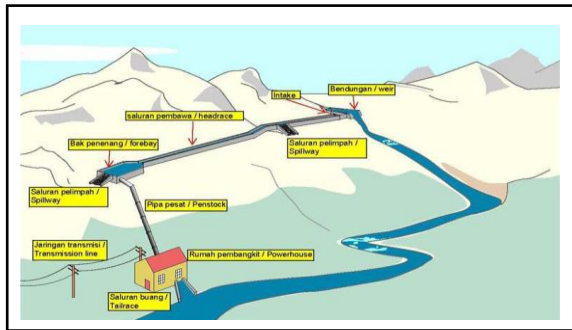 Bendungan / weir
Intake
saluran pembawa / headrace
Bak penenang / forebay
Saluran pelimpah /
Spillway
Saluran pelimpah /
Spillway
Pipa pesat / Penstock
Jaringan transmisi /
Transmission line
Rumah pembangkit / Powerhouse
Saluran buang /
Tailrace